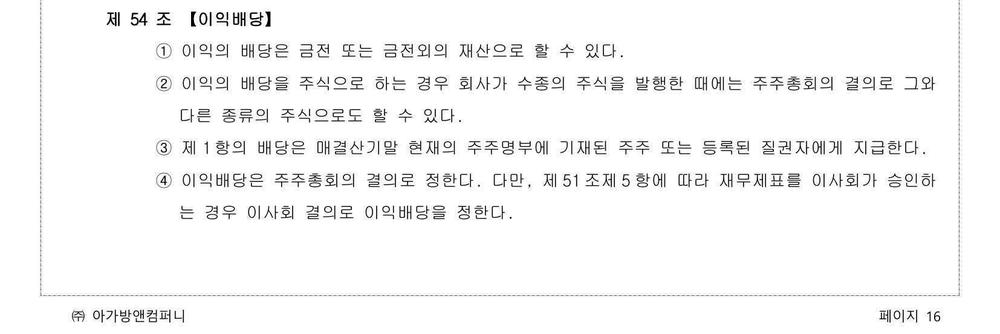 제 54 조 【이익배당】
① 이익의 배당은 금전 또는 금전외의 재산으로 할 수 있다.
② 이익의 배당을 주식으로 하는 경우 회사가 수종의 주식을 발행한 때에는 주주총회의 결의로 그와
다른 종류의 주식으로도 할 수 있다.
③ 제1항의 배당은 매결산기말 현재의 주주명부에 기재된 주주 또는 등록된 질권자에게 지급한다.
④ 이익배당은 주주총회의 결의로 정한다. 다만, 제51조제5항에 따라 재무제표를 이사회가 승인하
는 경우 이사회 결의로 이익배당을 정한다.
㈜ 아가방앤컴퍼니 페이지 16